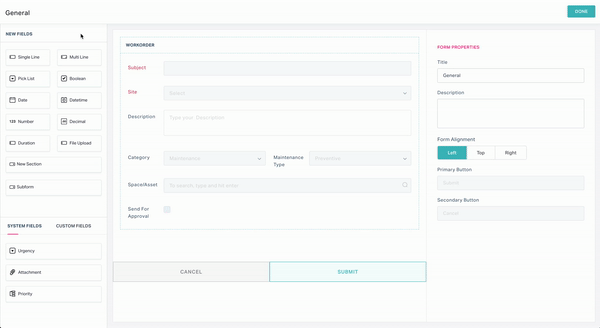 General
DONE
NEW FIELDS
Single Line
Multi Line
Pick List
Boolean
Date
Datetime
123 Number
Decimal
Duration
File Upload
New Section
Subform
SYSTEM FIELDS
CUSTOM FIELDS
Urgency
Attachment
Priority
WORKORDER
Subject
Site
Select
Description
Type your Description
Category
Maintenance
Type
Preventive
Space/Asset
To search, type and hit enter
Send For
Approval
CANCEL
SUBMIT
FORM PROPERTIES
Title
General
Description
Form Alignment
Left
Top
Right
Primary Button
Submit
Secondary Button
Cancel